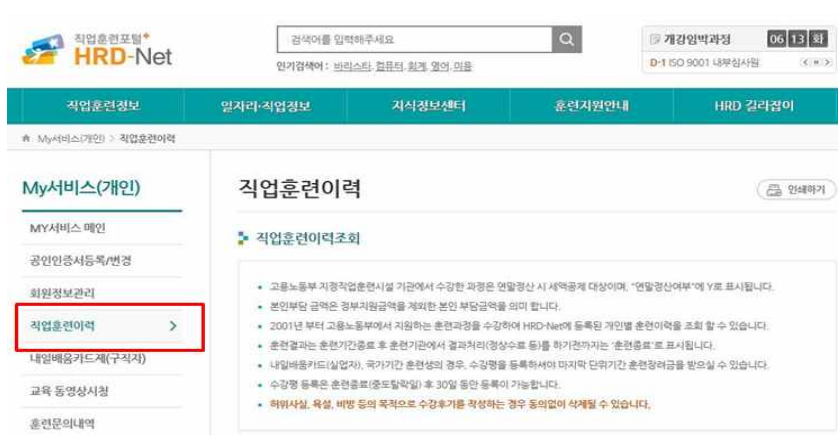 직업훈련포털
HRD-Net
검색어를 입력해주세요
인기검색어 : 바리스타, 컴퓨터, 회계, 영어, 미용
개강임박과정 06 13 화
D-1 ISO 9001 내부심사원
직업훈련정보 일자리·직업정보 지식정보센터 훈련지원안내 HRD 길라잡이
My서비스(개인) > 직업훈련이력
My서비스(개인)
MY서비스 메인
공인인증서등록/변경
회원정보관리
직업훈련이력
내일배움카드제(구직자)
교육 동영상시청
훈련문의내역
직업훈련이력
인쇄하기
직업훈련이력조회
고용노동부 지정직업훈련시설 기관에서 수강한 과정은 연말정산 시 세액공제 대상이며, "연말정산여부"에 Y로 표시됩니다.
본인부담 금액은 정부지원금액을 제외한 본인 부담금액을 의미 합니다.
2001년 부터 고용노동부에서 지원하는 훈련과정을 수강하여 HRD-Net에 등록된 개인별 훈련이력을 조회 할 수 있습니다.
훈련결과는 훈련기간종료 후 훈련기관에서 결과처리(정상수료 등)를 하기전까지는 '훈련종료'로 표시됩니다.
내일배움카드(실업자), 국가기간 훈련생의 경우, 수강평을 등록하셔야 마지막 단위기간 훈련장려금을 받으실 수 있습니다.
수강평 등록은 훈련종료(중도탈락일) 후 30일 동안 등록이 가능합니다.
허위사실, 욕설, 비방 등의 목적으로 수강후기를 작성하는 경우 동의없이 삭제될 수 있습니다.